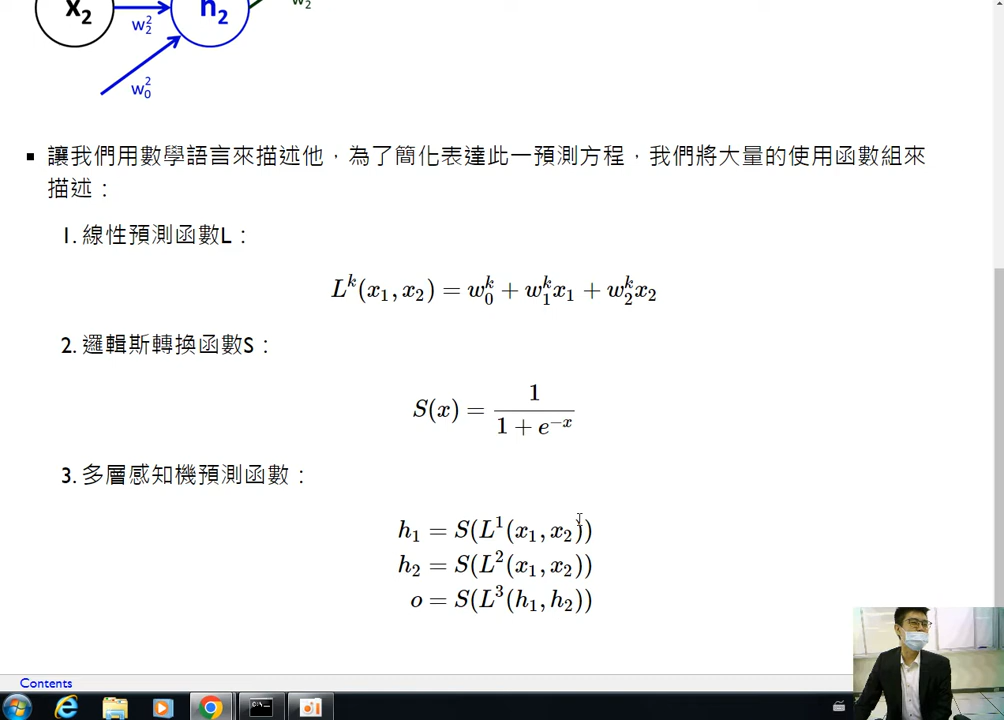 x₂
w₂²
h₂
w₂
w₀²
▪ 讓我們用數學語言來描述他，為了簡化表達此一預測方程，我們將大量的使用函數組來
描述：
1. 線性預測函數L：
Lᵏ(x₁, x₂) = w₀ᵏ + w₁ᵏx₁ + w₂ᵏx₂
2. 邏輯斯轉換函數S：
S(x) = 1 / (1 + e⁻ˣ)
3. 多層感知機預測函數：
h₁ = S(L¹(x₁, x₂))
h₂ = S(L²(x₁, x₂))
o = S(L³(h₁, h₂))
Contents